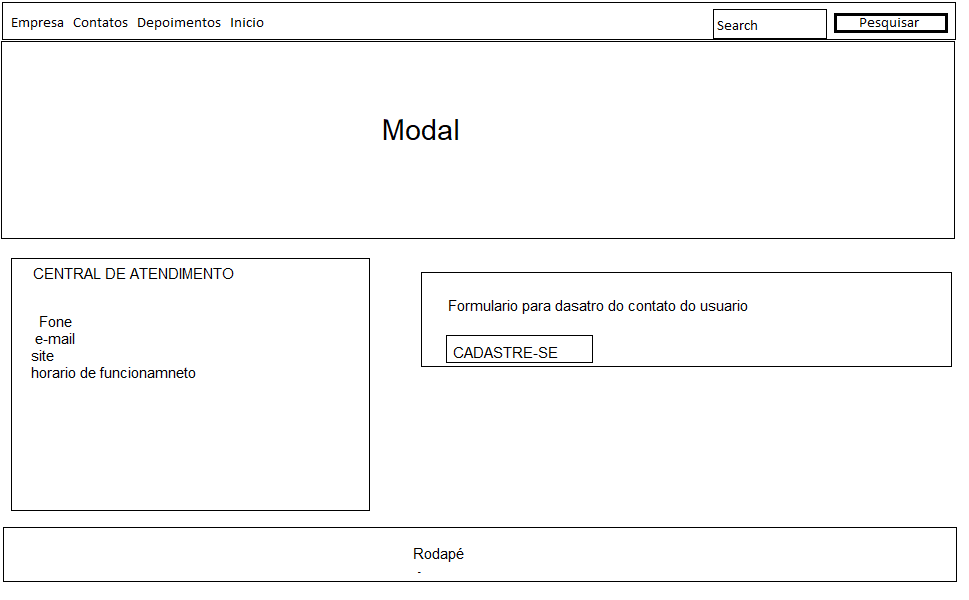 Empresa Contatos Depoimentos Inicio Search Pesquisar
Modal
CENTRAL DE ATENDIMENTO
Fone
e-mail
site
horario de funcionamneto
Formulario para dasatro do contato do usuario
CADASTRE-SE
Rodapé
-